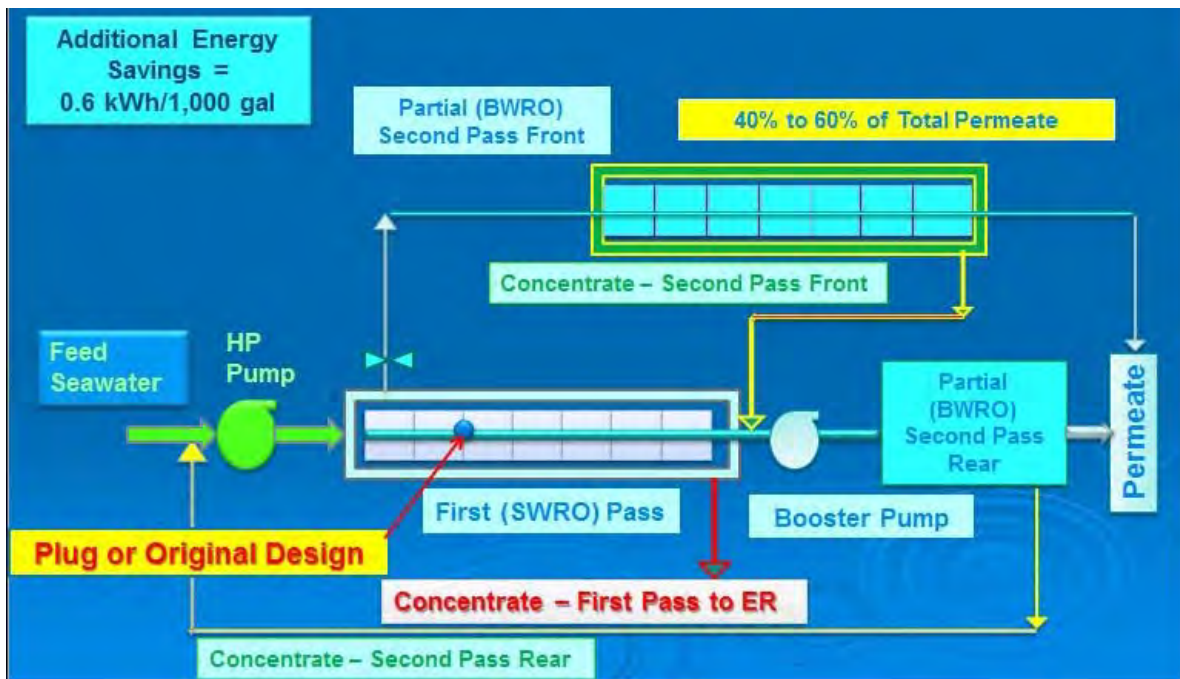 Additional Energy
Savings =
0.6 kWh/1,000 gal
Partial (BWRO)
Second Pass Front
40% to 60% of Total Permeate
Concentrate – Second Pass Front
Feed
Seawater
HP
Pump
Partial
(BWRO)
Second Pass
Rear
Permeate
First (SWRO) Pass
Booster Pump
Plug or Original Design
Concentrate – First Pass to ER
Concentrate – Second Pass Rear